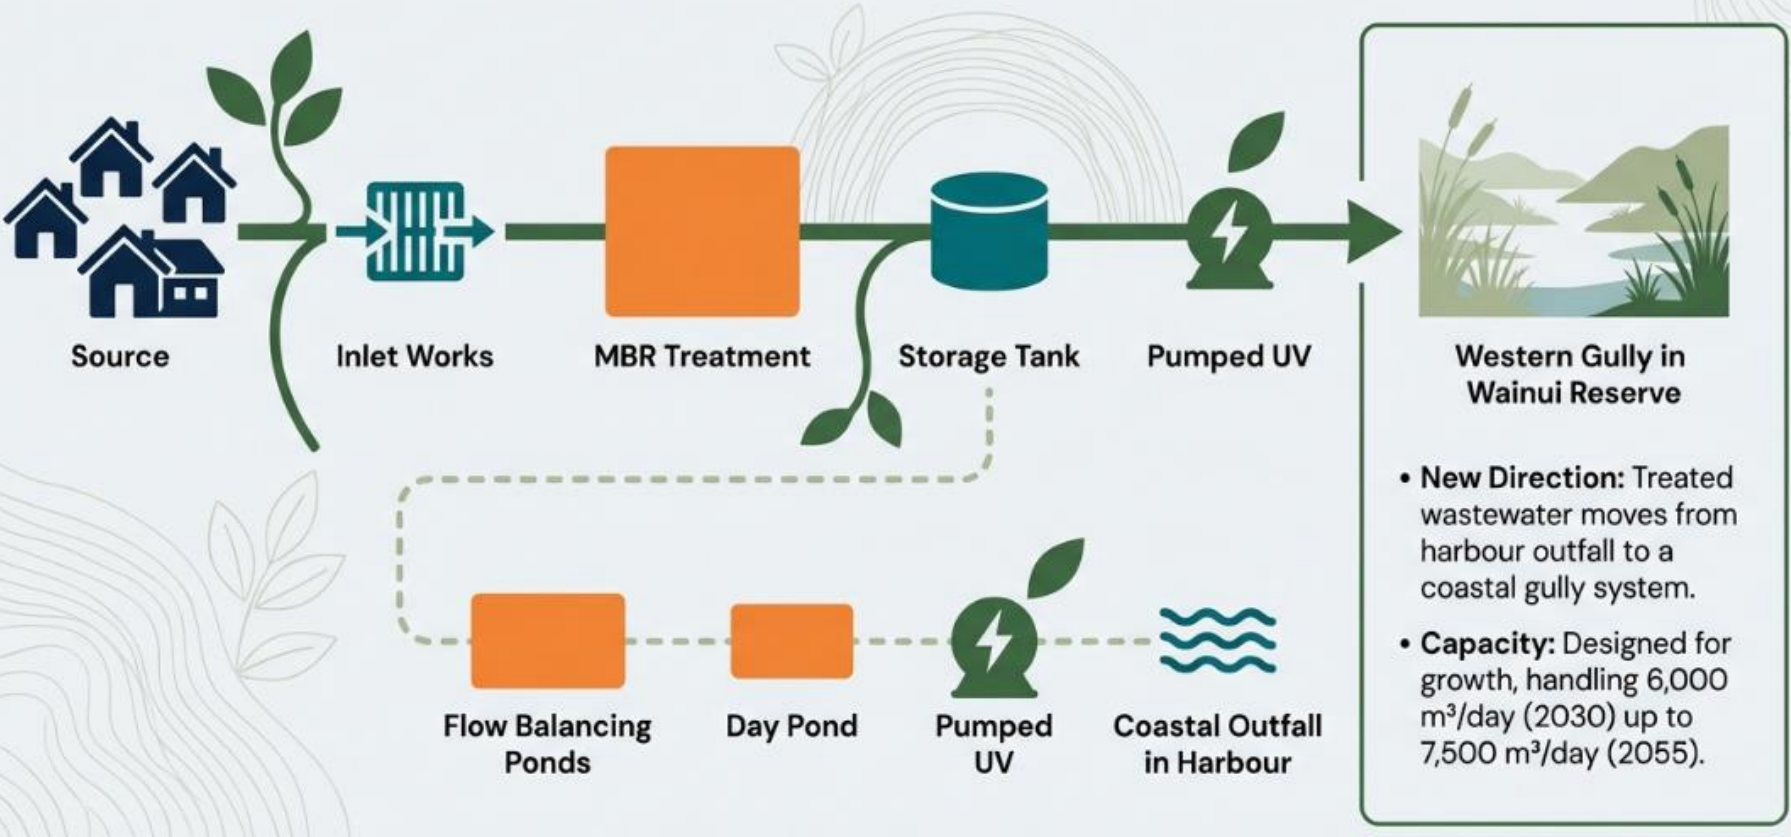 Source
Inlet Works
MBR Treatment
Storage Tank
Pumped UV
Western Gully in
Wainui Reserve
• New Direction: Treated
wastewater moves from
harbour outfall to a
coastal gully system.
• Capacity: Designed for
growth, handling 6,000
m³/day (2030) up to
7,500 m³/day (2055).
Flow Balancing
Ponds
Day Pond
Pumped
UV
Coastal Outfall
in Harbour